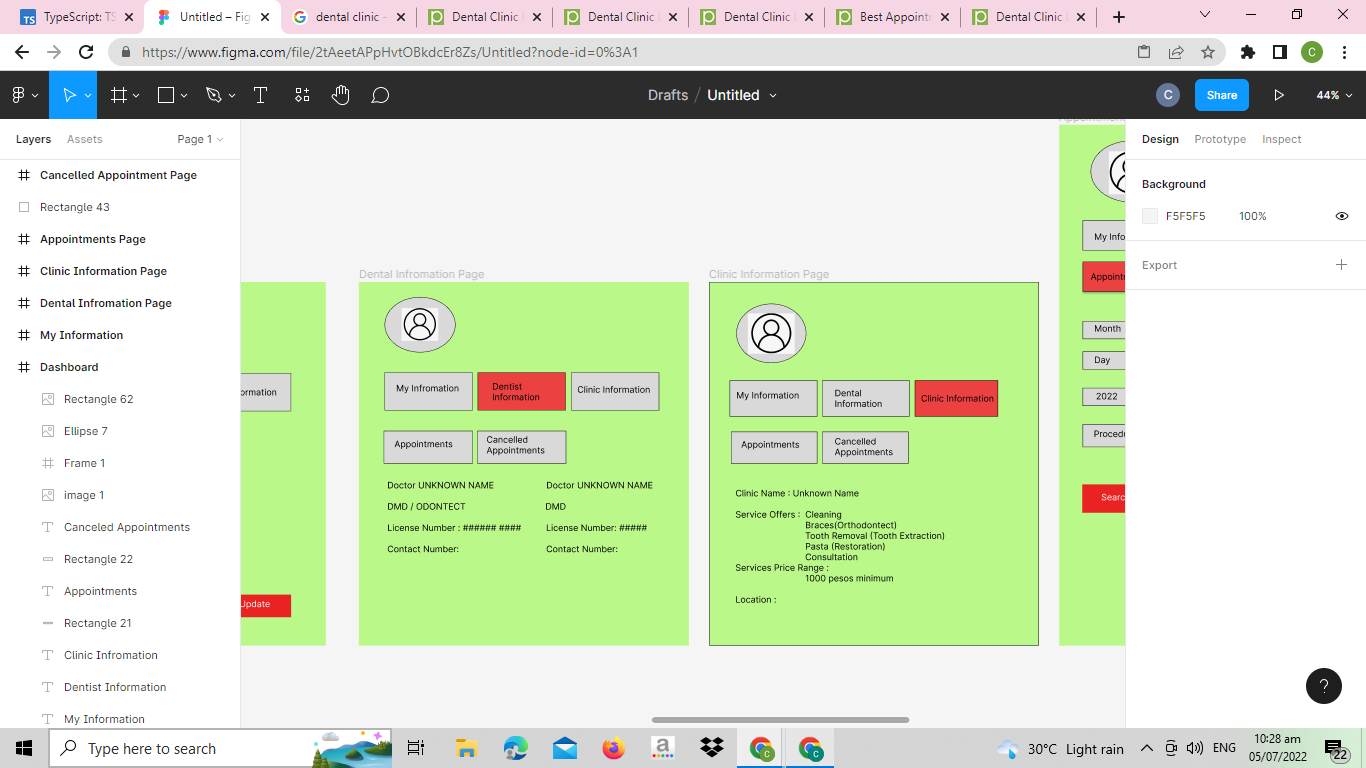 TypeScript: TS
Untitled – Fig
dental clinic -
Dental Clinic
Dental Clinic
Dental Clinic
Best Appointr
Dental Clinic
https://www.figma.com/file/2tAeetAPpHvtOBkdcEr8Zs/Untitled?node-id=0%3A1
C
Drafts / Untitled
C
Share
44%
Layers
Assets
Page 1
Cancelled Appointment Page
Rectangle 43
Appointments Page
Clinic Information Page
Dental Infromation Page
My Information
Dashboard
Rectangle 62
Ellipse 7
Frame 1
image 1
Canceled Appointments
Rectangle 22
Appointments
Rectangle 21
Clinic Infromation
Dentist Information
My Information
ormation
Update
Dental Infromation Page
My Infromation
Dentist
Information
Clinic Information
Appointments
Cancelled
Appointments
Doctor UNKNOWN NAME
DMD / ODONTECT
License Number : ###### ####
Contact Number:
Doctor UNKNOWN NAME
DMD
License Number: #####
Contact Number:
Clinic Information Page
My Information
Dental
Information
Clinic Information
Appointments
Cancelled
Appointments
Clinic Name : Unknown Name
Service Offers : Cleaning
Braces(Orthodontect)
Tooth Removal (Tooth Extraction)
Pasta (Restoration)
Consultation
Services Price Range :
1000 pesos minimum
Location :
My Info
Appoint
Month
Day
2022
Proced
Searc
Design
Prototype
Inspect
Background
F5F5F5
100%
Export
?
Type here to search
30°C Light rain
ENG
10:28 am
05/07/2022
22